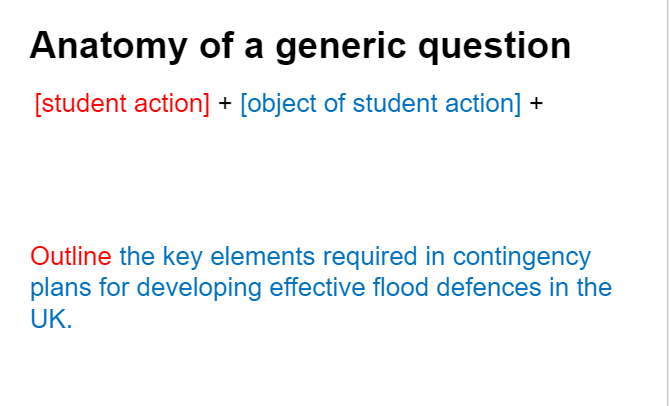 Anatomy of a generic question
[student action] + [object of student action] +
Outline the key elements required in contingency
plans for developing effective flood defences in the
UK.